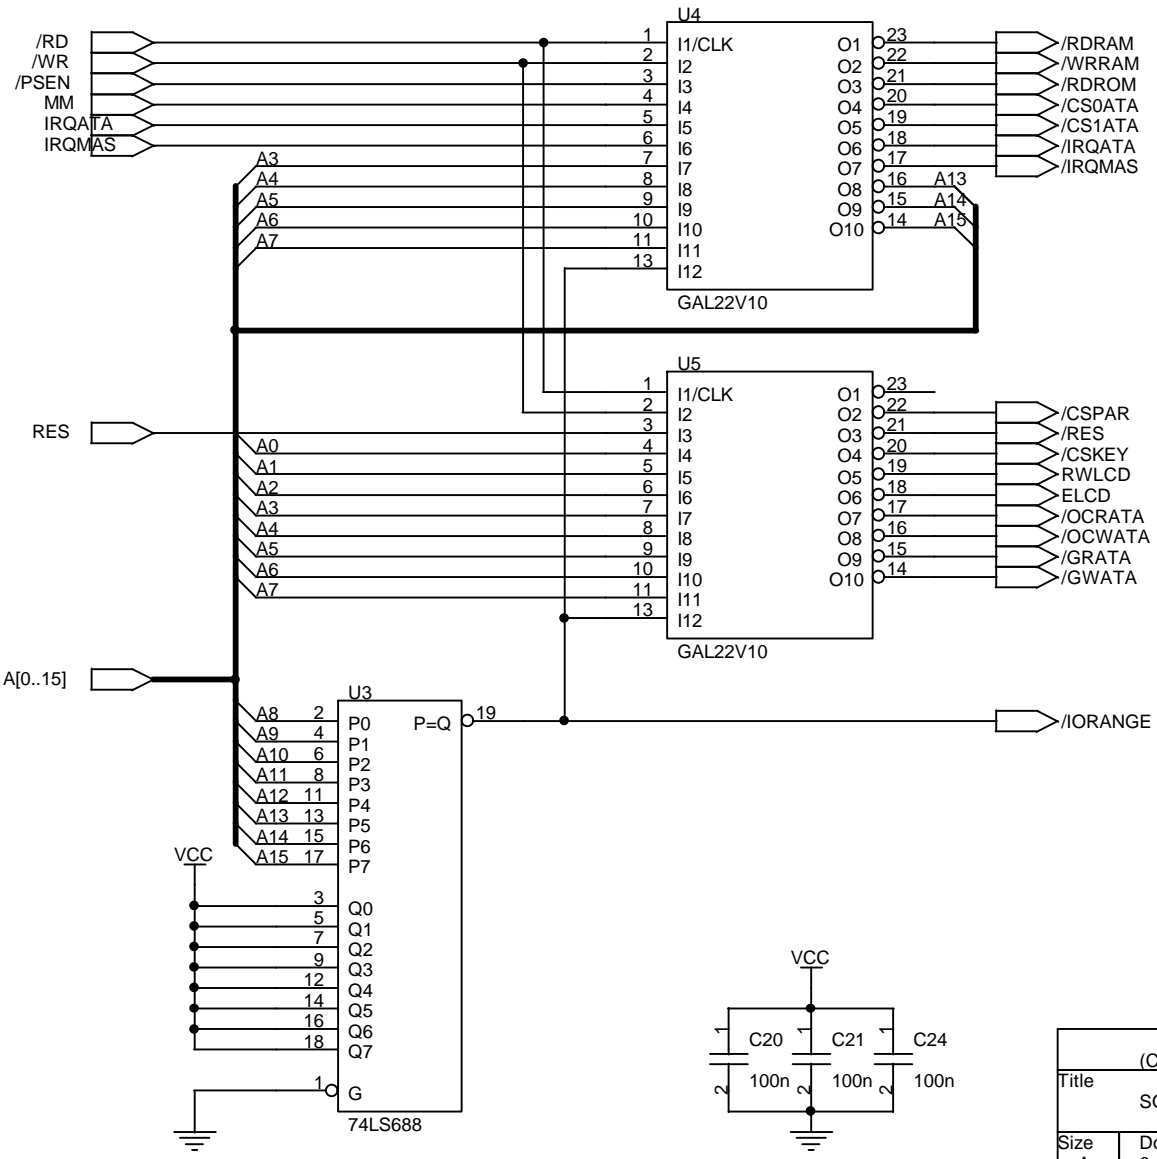 U4
/RD 1 I1/CLK O1 23 /RDRAM
/WR 2 I2 O2 22 /WRRAM
/PSEN 3 I3 O3 21 /RDROM
MM 4 I4 O4 20 /CS0ATA
IRQATA 5 I5 O5 19 /CS1ATA
IRQMAS 6 I6 O6 18 /IRQATA
A3 7 I7 O7 17 /IRQMAS
A4 8 I8 O8 16 A13
A5 9 I9 O9 15 A14
A6 10 I10 O10 14 A15
A7 11 I11
13 I12
GAL22V10
U5
1 I1/CLK O1 23
2 I2 O2 22 /CSPAR
RES 3 I3 O3 21 /RES
A0 4 I4 O4 20 /CSKEY
A1 5 I5 O5 19 RWLCD
A2 6 I6 O6 18 ELCD
A3 7 I7 O7 17 /OCRATA
A4 8 I8 O8 16 /OCWATA
A5 9 I9 O9 15 /GRATA
A6 10 I10 O10 14 /GWATA
A7 11 I11
13 I12
GAL22V10
A[0..15]
U3
A8 2 P0 P=Q 19 /IORANGE
A9 4 P1
A10 6 P2
A11 8 P3
A12 11 P4
A13 13 P5
A14 15 P6
A15 17 P7
VCC
3 Q0
5 Q1
7 Q2
9 Q3
12 Q4
14 Q5
16 Q6
18 Q7
1 G
74LS688
VCC
1 C20 1 C21 1 C24
2 100n 2 100n 2 100n
(C
Title
Size